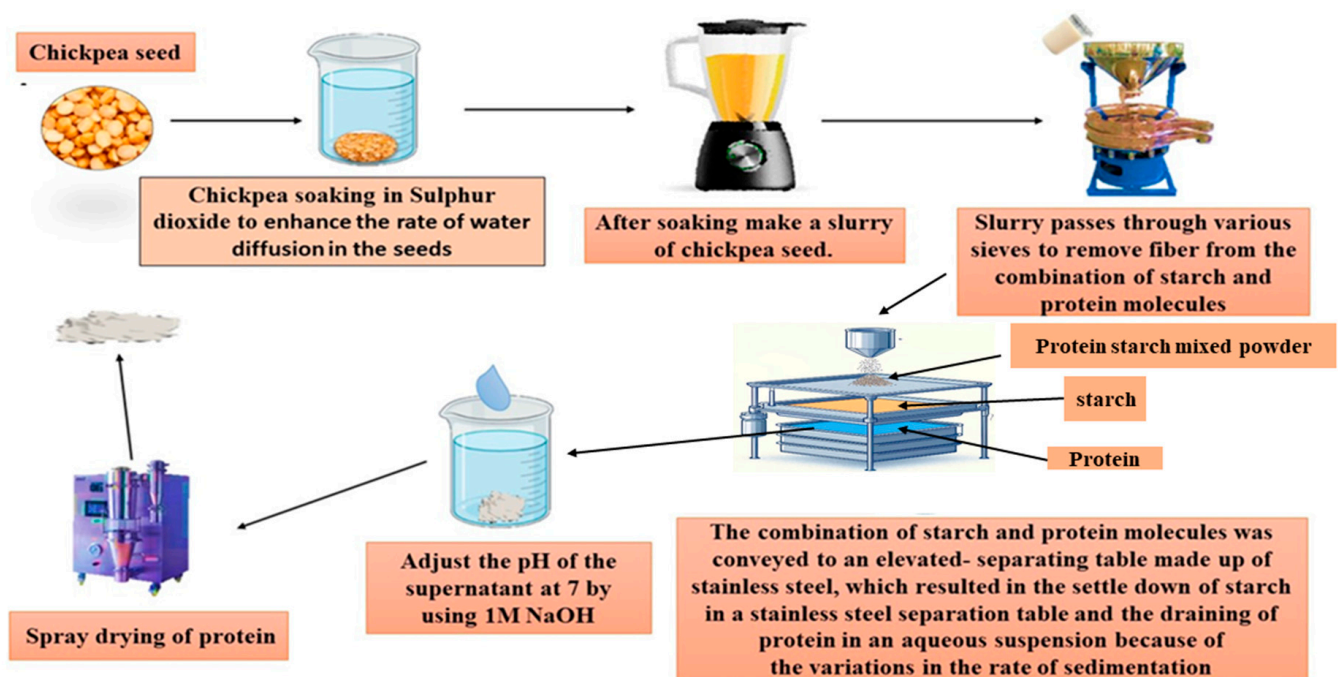 Chickpea seed
Chickpea soaking in Sulphur
dioxide to enhance the rate of water
diffusion in the seeds
After soaking make a slurry
of chickpea seed.
Slurry passes through various
sieves to remove fiber from the
combination of starch and
protein molecules
Protein starch mixed powder
starch
Protein
The combination of starch and protein molecules was
conveyed to an elevated- separating table made up of
stainless steel, which resulted in the settle down of starch
in a stainless steel separation table and the draining of
protein in an aqueous suspension because of
the variations in the rate of sedimentation
Adjust the pH of the
supernatant at 7 by
using 1M NaOH
Spray drying of protein